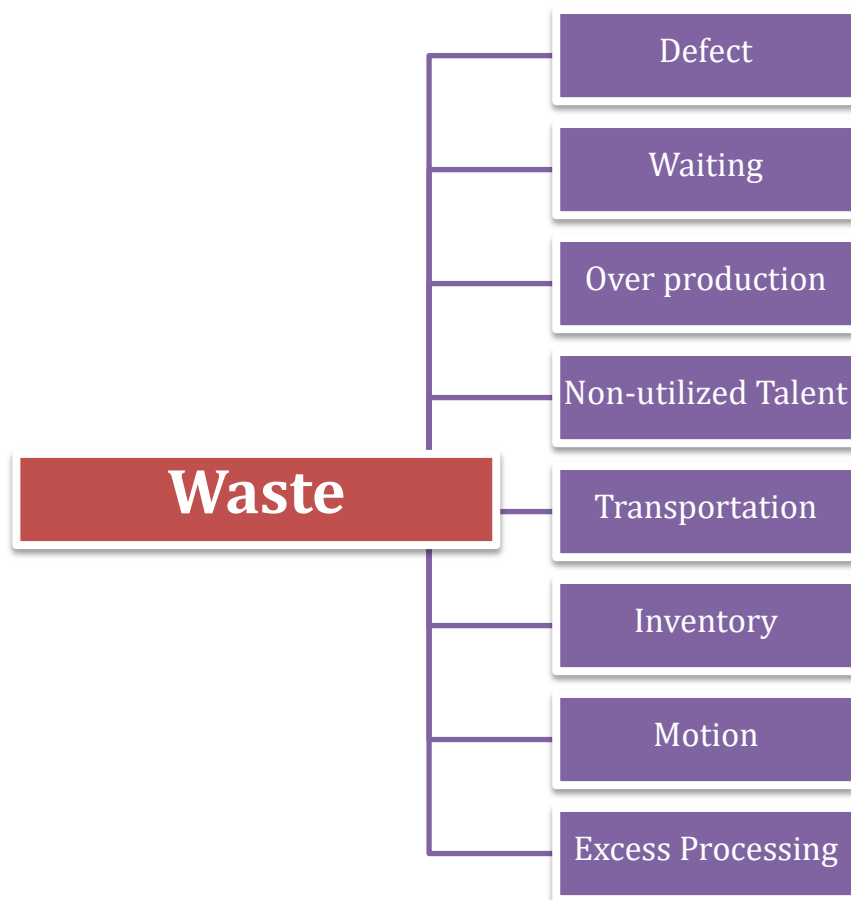 Defect
Waiting
Over production
Non-utilized Talent
Waste
Transportation
Inventory
Motion
Excess Processing